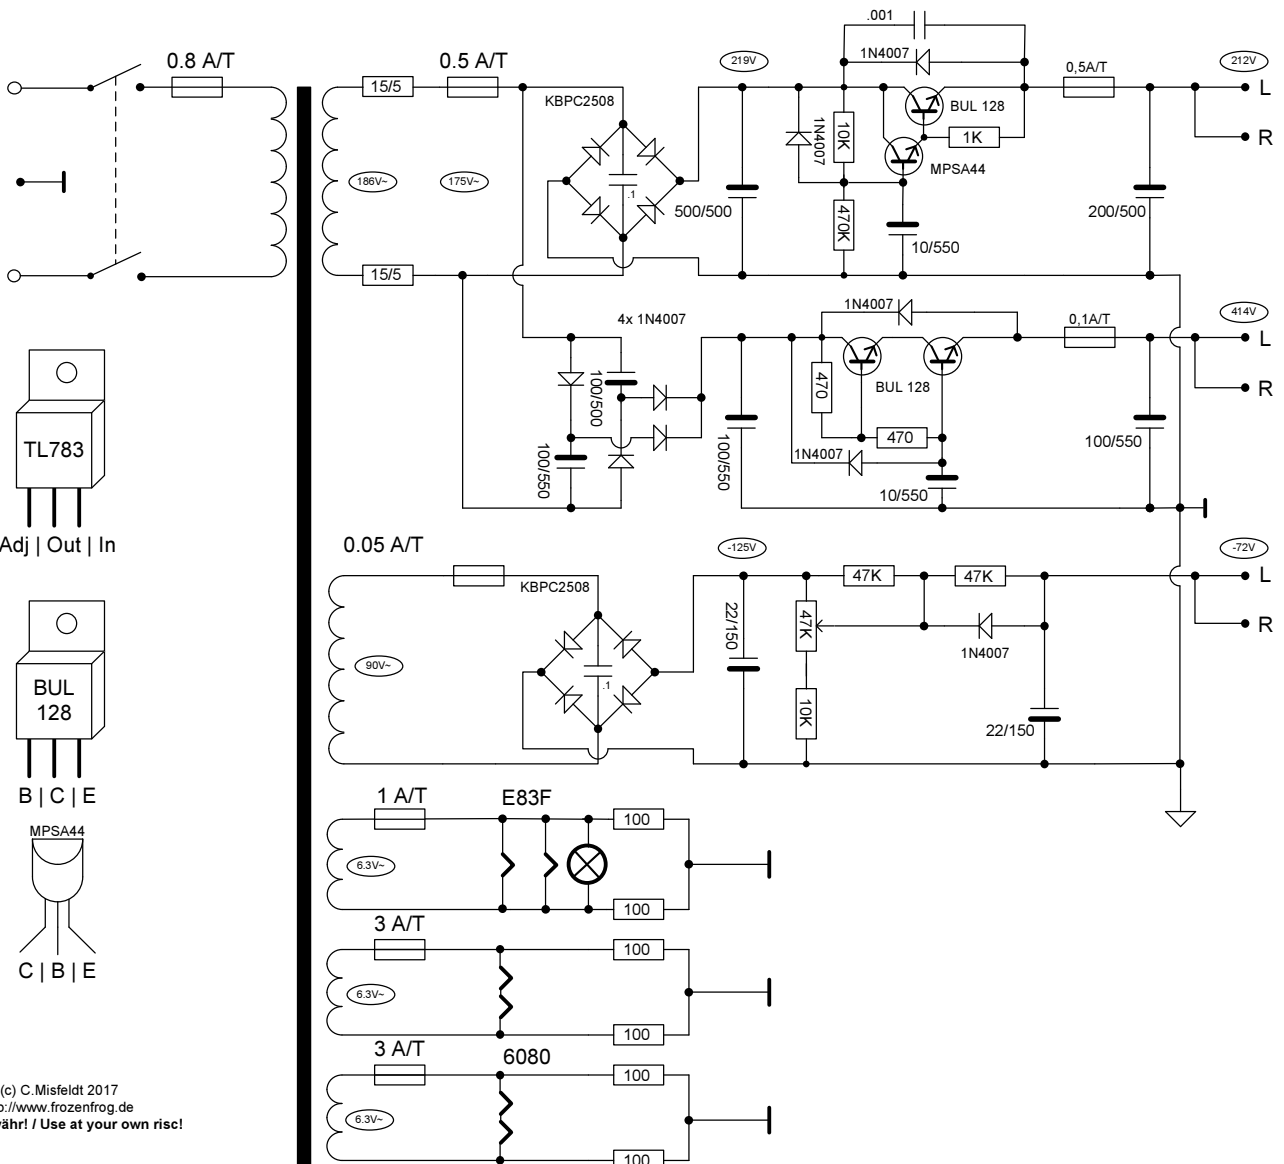 .001
0.8 A/T
0.5 A/T
219V
1N4007
0,5A/T
212V
L
15/5
KBPC2508
BUL 128
1N4007
10K
1K
R
186V~
175V~
.1
MPSA44
500/500
470K
200/500
10/550
15/5
4x 1N4007
1N4007
0,1A/T
414V
L
100/500
470
BUL 128
R
TL783
470
100/550
100/550
1N4007
100/550
10/550
Adj | Out | In
0.05 A/T
-125V
-72V
KBPC2508
47K
47K
L
22/150
47K
R
1N4007
90V~
.1
BUL
128
10K
22/150
B | C | E
1 A/T
E83F
100
MPSA44
6.3V~
100
3 A/T
100
C | B | E
6.3V~
100
3 A/T
6080
100
(c) C.Misfeldt 2017
p://www.frozenfrog.de
6.3V~
währ! / Use at your own risc!
100